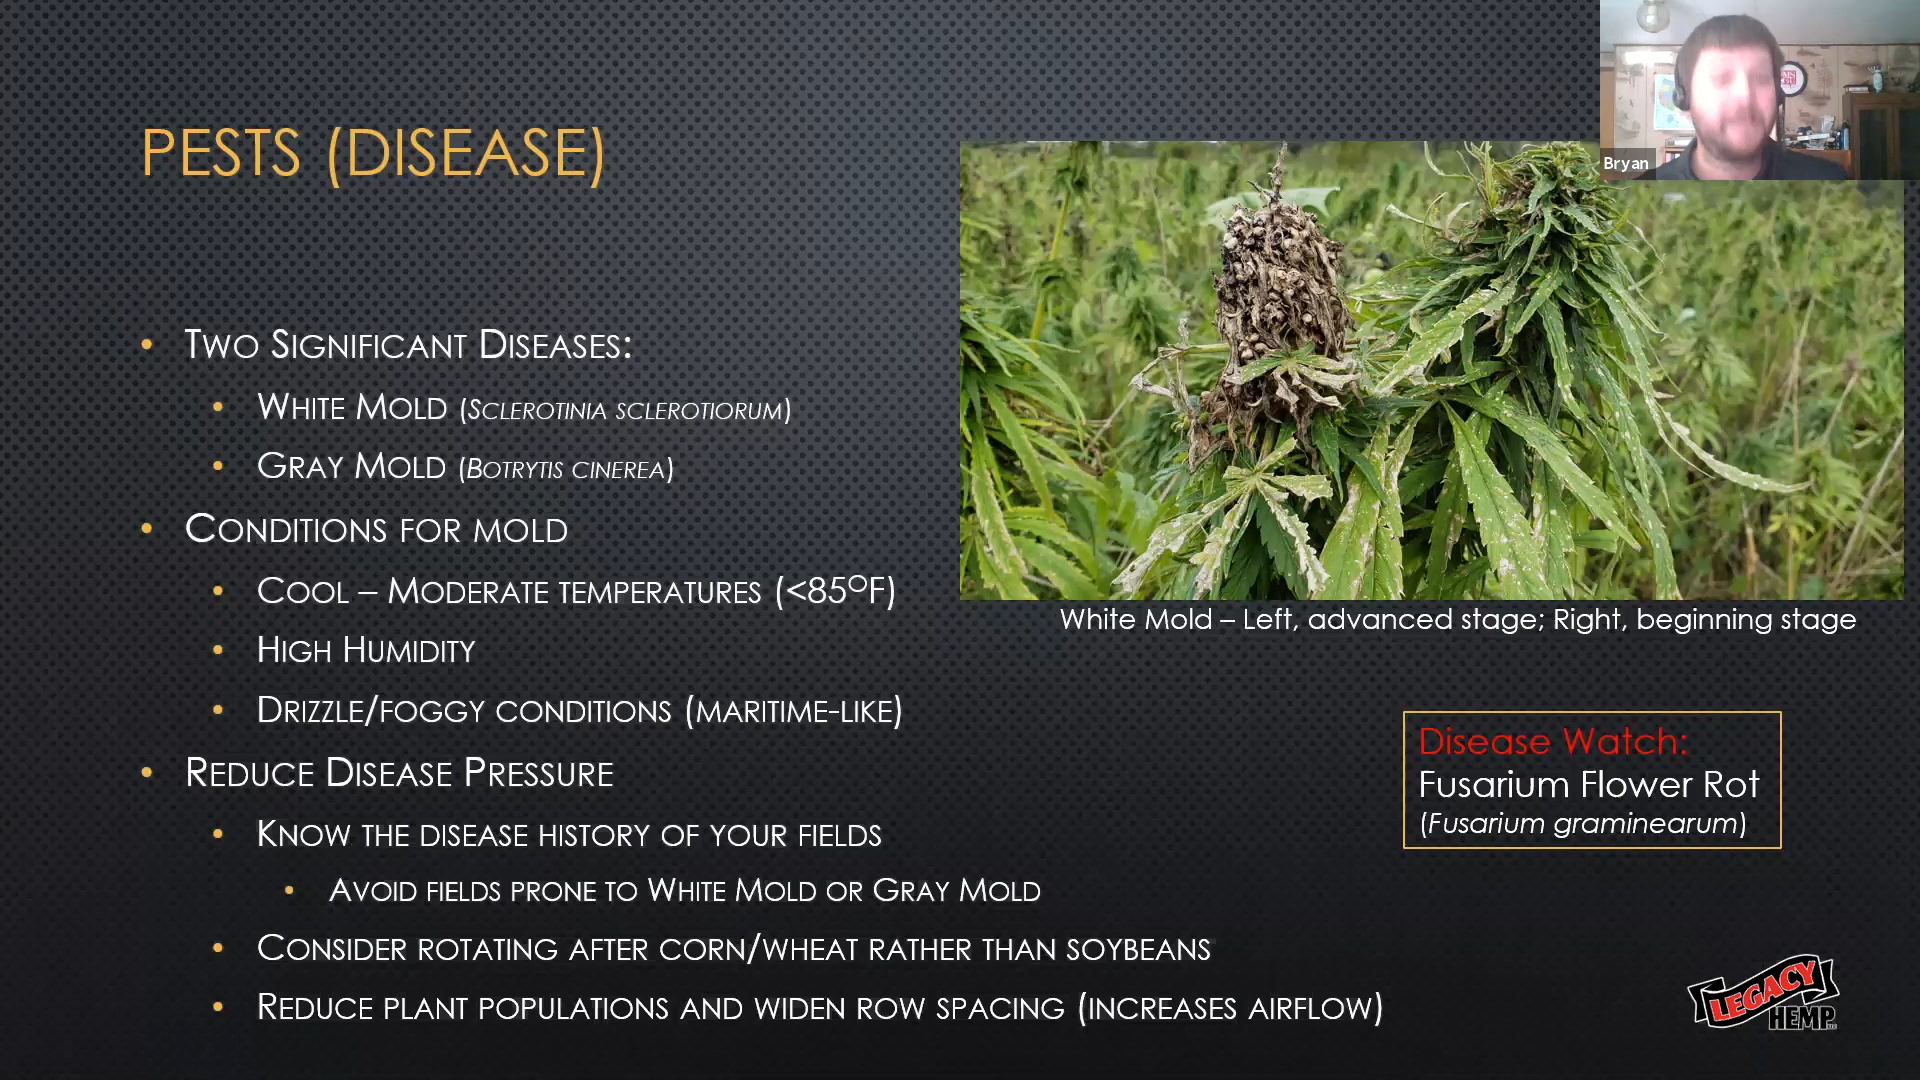 PESTS (DISEASE)
Bryan
• TWO SIGNIFICANT DISEASES:
• WHITE MOLD (SCLEROTINIA SCLEROTIORUM)
• GRAY MOLD (BOTRYTIS CINEREA)
• CONDITIONS FOR MOLD
• COOL – MODERATE TEMPERATURES (<85ºF)
• HIGH HUMIDITY
• DRIZZLE/FOGGY CONDITIONS (MARITIME-LIKE)
• REDUCE DISEASE PRESSURE
• KNOW THE DISEASE HISTORY OF YOUR FIELDS
• AVOID FIELDS PRONE TO WHITE MOLD OR GRAY MOLD
• CONSIDER ROTATING AFTER CORN/WHEAT RATHER THAN SOYBEANS
• REDUCE PLANT POPULATIONS AND WIDEN ROW SPACING (INCREASES AIRFLOW)
White Mold – Left, advanced stage; Right, beginning stage
Disease Watch:
Fusarium Flower Rot
(Fusarium graminearum)
LEGACY
HEMP